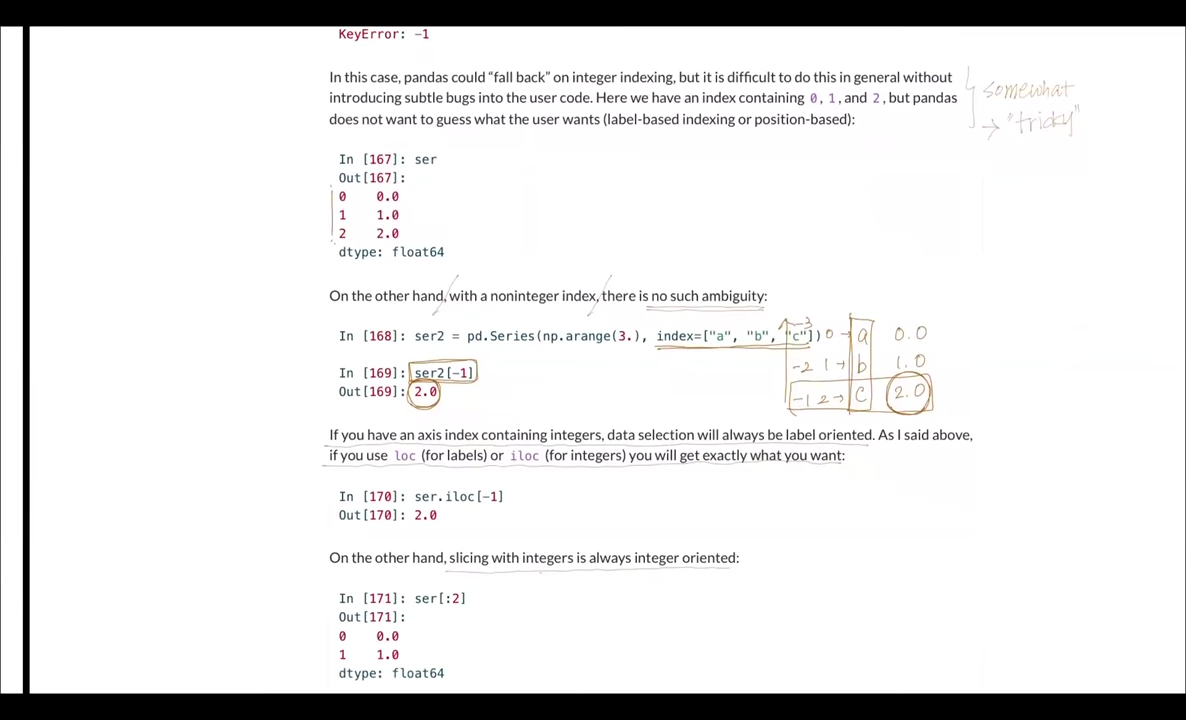 KeyError: -1
In this case, pandas could “fall back” on integer indexing, but it is difficult to do this in general without
introducing subtle bugs into the user code. Here we have an index containing 0, 1, and 2, but pandas
does not want to guess what the user wants (label-based indexing or position-based):
somewhat
→ "tricky"
In [167]: ser
Out[167]:
0 0.0
1 1.0
2 2.0
dtype: float64
On the other hand, with a noninteger index, there is no such ambiguity:
In [168]: ser2 = pd.Series(np.arange(3.), index=["a", "b", "c"])
In [169]: ser2[-1]
Out[169]: 2.0
-3 0 → a 0.0
-2 1 → b 1.0
-1 2 → c 2.0
If you have an axis index containing integers, data selection will always be label oriented. As I said above,
if you use loc (for labels) or iloc (for integers) you will get exactly what you want:
In [170]: ser.iloc[-1]
Out[170]: 2.0
On the other hand, slicing with integers is always integer oriented:
In [171]: ser[:2]
Out[171]:
0 0.0
1 1.0
dtype: float64